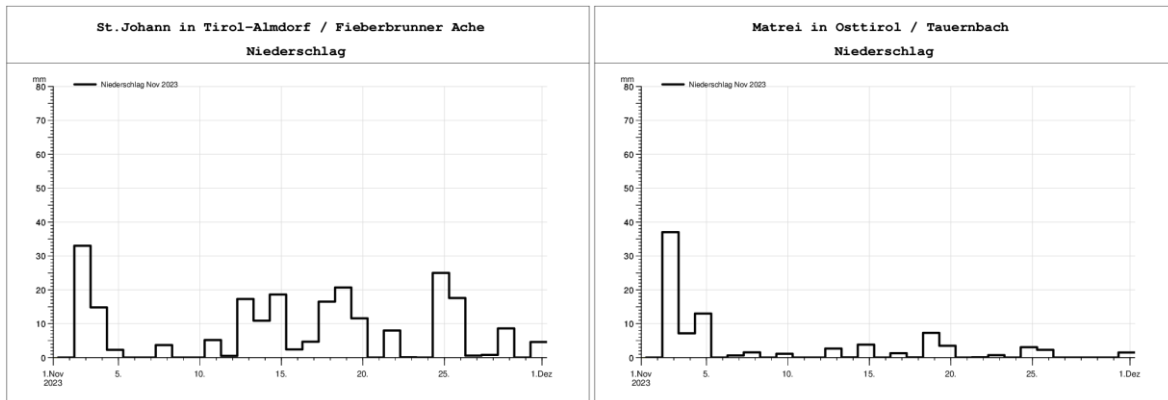 St.Johann in Tirol-Almdorf / Fieberbrunner Ache
Niederschlag
mm
Niederschlag Nov 2023
80
70
60
50
40
30
20
10
0
1.Nov
2023
5.
10.
15.
20.
25.
1.Dez
Matrei in Osttirol / Tauernbach
Niederschlag
mm
Niederschlag Nov 2023
80
70
60
50
40
30
20
10
0
1.Nov
2023
5.
10.
15.
20.
25.
1.Dez